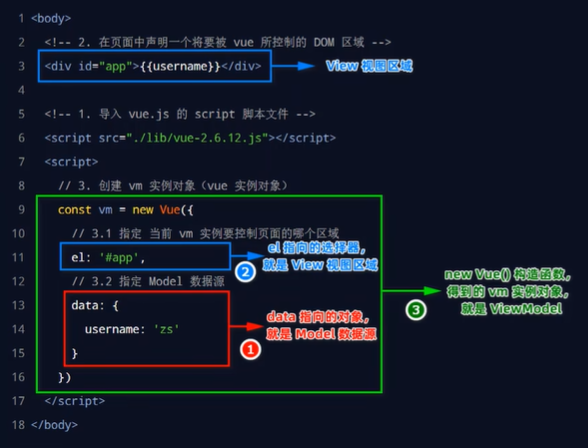 1 <body>
2 <!-- 2. 在页面中声明一个将要被 vue 所控制的 DOM 区域 -->
3 <div id="app">{{username}}</div>
View 视图区域
4
5 <!-- 1. 导入 vue.js 的 script 脚本文件 -->
6 <script src="./lib/vue-2.6.12.js"></script>
7 <script>
8 // 3. 创建 vm 实例对象（vue 实例对象）
9 const vm = new Vue({
10 // 3.1 指定 当前 vm 实例要控制页面的哪个区域
11 el: '#app',
2
el 指向的选择器，
就是 View 视图区域
12 // 3.2 指定 Model 数据源
13 data: {
14 username: 'zs'
15 }
1
data 指向的对象，
就是 Model 数据源
16 })
3
new Vue() 构造函数，
得到的 vm 实例对象，
就是 ViewModel
17 </script>
18 </body>